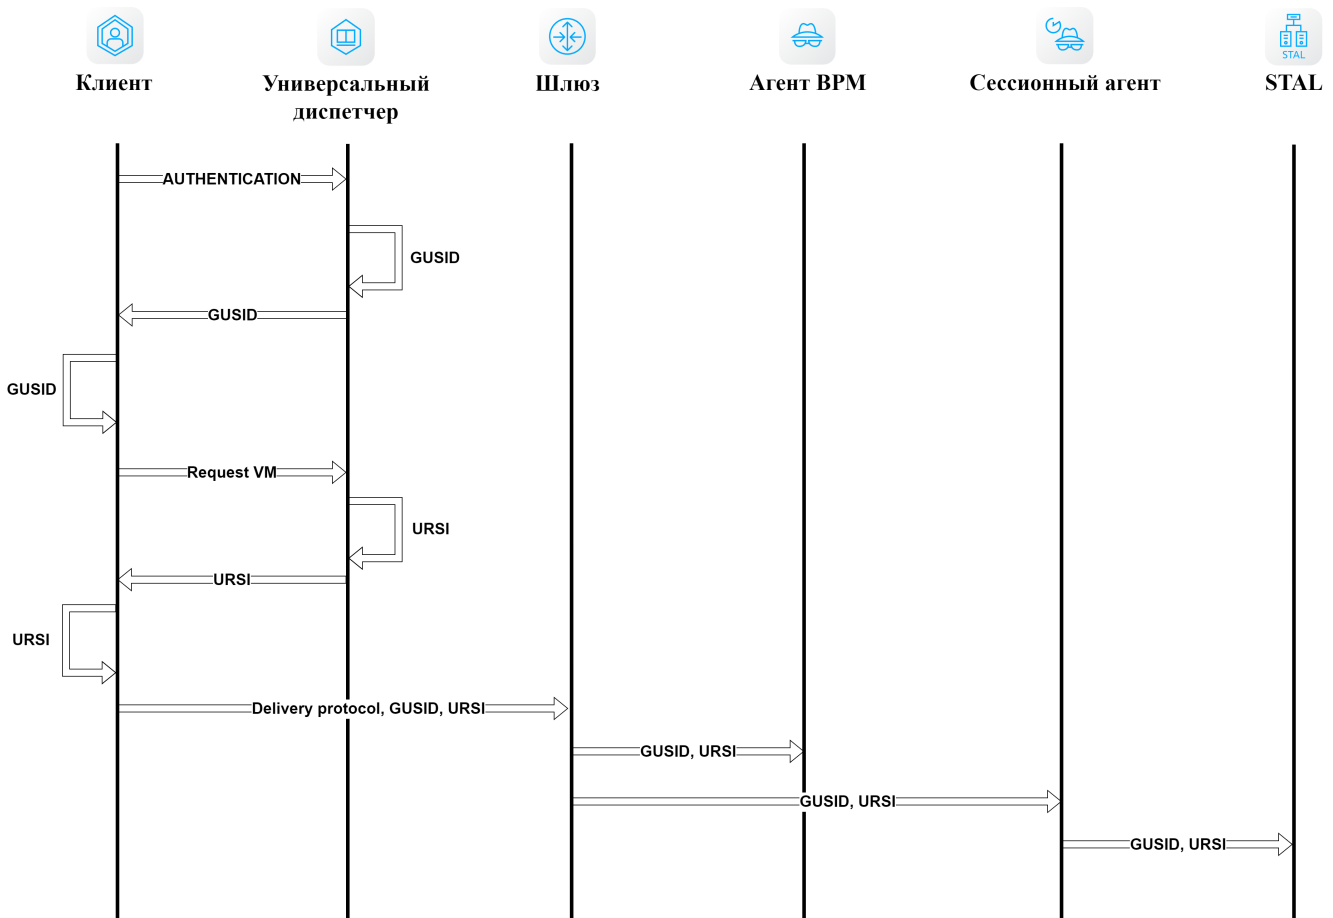 STAL
Клиент
Универсальный
диспетчер
Шлюз
Агент BPM
Сессионный агент
STAL
AUTHENTICATION
GUSID
GUSID
GUSID
Request VM
URSI
URSI
URSI
Delivery protocol, GUSID, URSI
GUSID, URSI
GUSID, URSI
GUSID, URSI